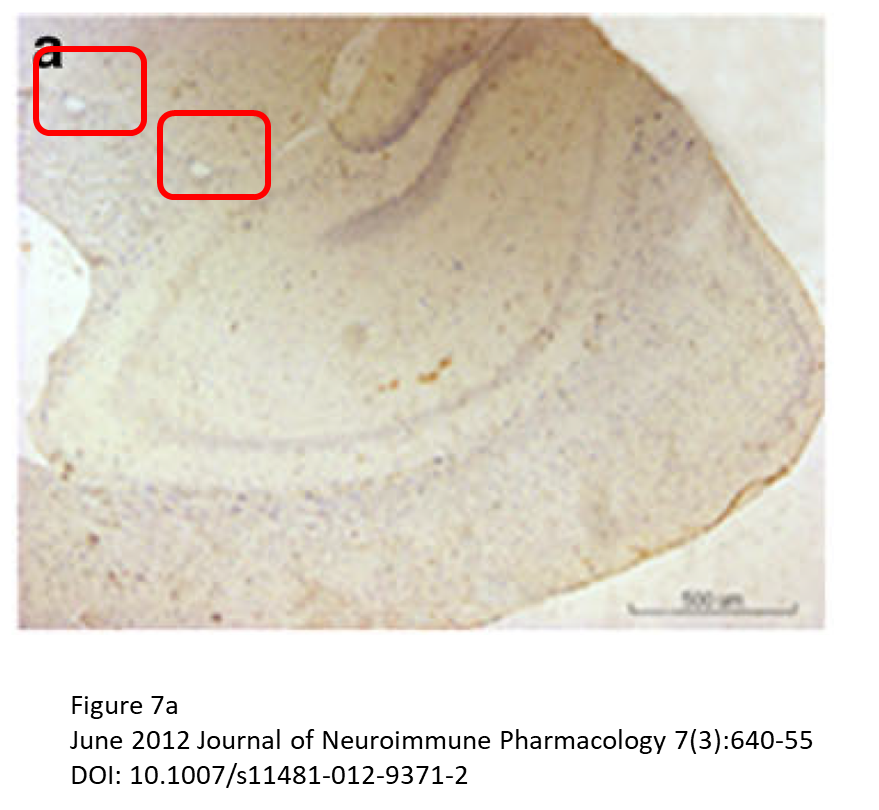 a
500 um
Figure 7a
June 2012 Journal of Neuroimmune Pharmacology 7(3):640-55
DOI: 10.1007/s11481-012-9371-2